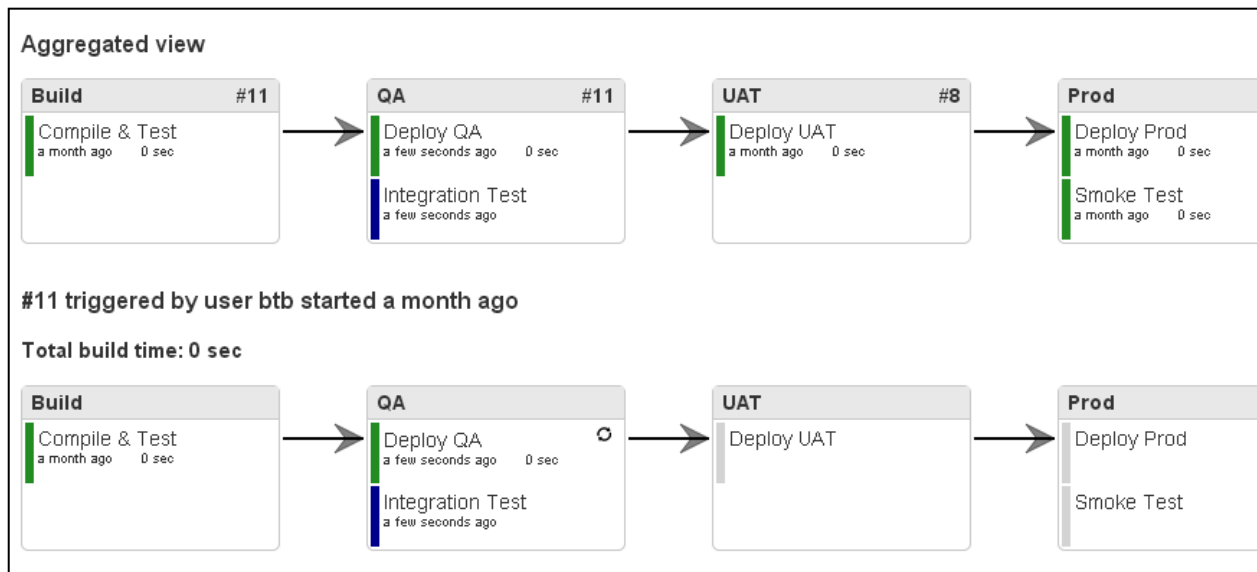 Aggregated view
Build #11
QA #11
UAT #8
Prod
Compile & Test
a month ago 0 sec
Deploy QA
a few seconds ago 0 sec
Integration Test
a few seconds ago
Deploy UAT
a month ago 0 sec
Deploy Prod
a month ago 0 sec
Smoke Test
a month ago 0 sec
#11 triggered by user btb started a month ago
Total build time: 0 sec
Build
QA
UAT
Prod
Compile & Test
a month ago 0 sec
Deploy QA
a few seconds ago 0 sec
Integration Test
a few seconds ago
Deploy UAT
Deploy Prod
Smoke Test